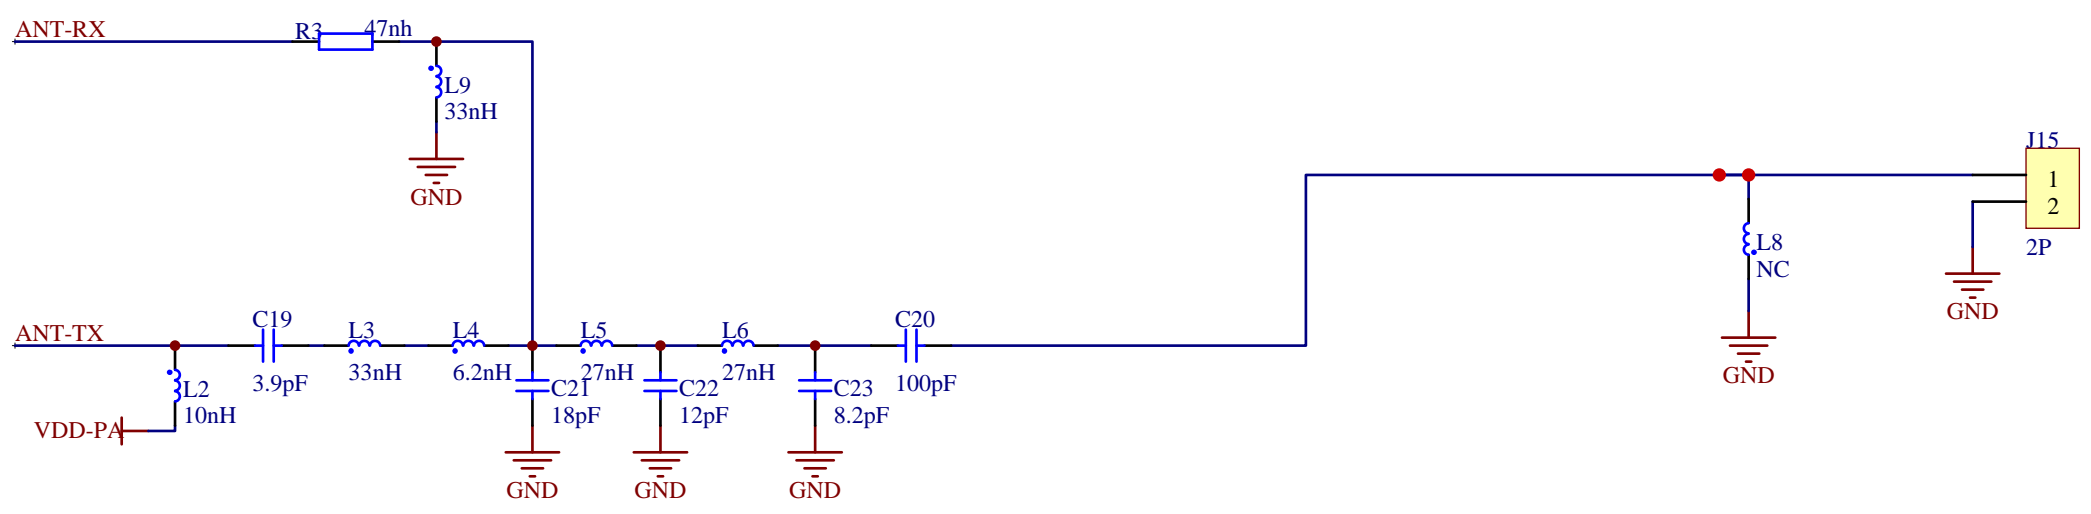 ANT-RX
R3
47nh
L9
33nH
GND
J15
1
2
2P
L8
NC
GND
GND
ANT-TX
C19
3.9pF
L3
33nH
L4
6.2nH
L5
27nH
L6
27nH
C20
100pF
L2
10nH
VDD-PA
C21
18pF
C22
12pF
C23
8.2pF
GND
GND
GND